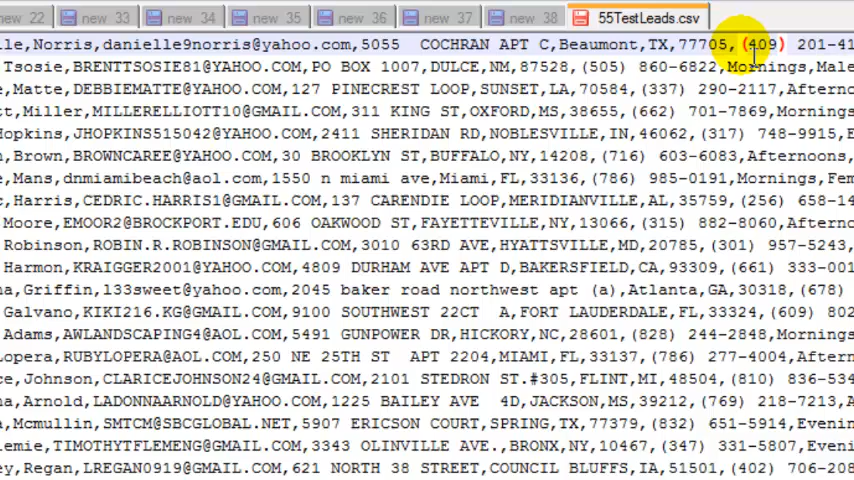 new 22 new 33 new 34 new 35 new 36 new 37 new 38 55TestLeads.csv
lle,Norris,danielle9norris@yahoo.com,5055 COCHRAN APT C,Beaumont,TX,77705, (409) 201-41
Tsosie,BRENTTSOSIE81@YAHOO.COM,PO BOX 1007,DULCE,NM,87528, (505) 860-6822,Mornings,Male
e,Matte,DEBBIEMATTE@YAHOO.COM,127 PINECREST LOOP,SUNSET,LA,70584, (337) 290-2117,Afterno
tt,Miller,MILLERELLIOTT10@GMAIL.COM,311 KING ST,OXFORD,MS,38655, (662) 701-7869,Mornings
Hopkins,JHOPKINS515042@YAHOO.COM,2411 SHERIDAN RD,NOBLESVILLE,IN,46062, (317) 748-9915,E
n,Brown,BROWNCAREE@YAHOO.COM,30 BROOKLYN ST,BUFFALO,NY,14208, (716) 603-6083,Afternoons,
e,Mans,dnmiamibeach@aol.com,1550 n miami ave,Miami,FL,33136, (786) 985-0191,Mornings,Fem
c,Harris,CEDRIC.HARRIS1@GMAIL.COM,137 CARENDIE LOOP,MERIDIANVILLE,AL,35759, (256) 658-14
Moore,EMOOR2@BROCKPORT.EDU,606 OAKWOOD ST,FAYETTEVILLE,NY,13066, (315) 882-8060,Mornings
Robinson,ROBIN.R.ROBINSON@GMAIL.COM,3010 63RD AVE,HYATTSVILLE,MD,20785, (301) 957-5243,
Harmon,KRAIGGER2001@YAHOO.COM,4809 DURHAM AVE APT D,BAKERSFIELD,CA,93309, (661) 333-001
na,Griffin,l33sweet@yahoo.com,2045 baker road northwest apt (a),Atlanta,GA,30318, (678)
Galvano,KIKI216.KG@GMAIL.COM,9100 SOUTHWEST 22CT A,FORT LAUDERDALE,FL,33324, (609) 802
Adams,AWLANDSCAPING4@AOL.COM,5491 GUNPOWER DR,HICKORY,NC,28601, (828) 244-2848,Mornings
Lopera,RUBYLOPERA@AOL.COM,250 NE 25TH ST APT 2204,MIAMI,FL,33137, (786) 277-4004,Aftern
ce,Johnson,CLARICEJOHNSON24@GMAIL.COM,2101 STEDRON ST.#305,FLINT,MI,48504, (810) 836-534
na,Arnold,LADONNAARNOLD@YAHOO.COM,1225 BAILEY AVE 4D,JACKSON,MS,39212, (769) 218-7213,A
a,Mcmullin,SMTCM@SBCGLOBAL.NET,5907 ERICSON COURT,SPRING,TX,77379, (832) 651-5914,Evenin
lemie,TIMOTHYTFLEMENG@GMAIL.COM,3343 OLINVILLE AVE.,BRONX,NY,10467, (347) 331-5807,Eveni
ey,Regan,LREGAN0919@GMAIL.COM,621 NORTH 38 STREET,COUNCIL BLUFFS,IA,51501, (402) 706-208